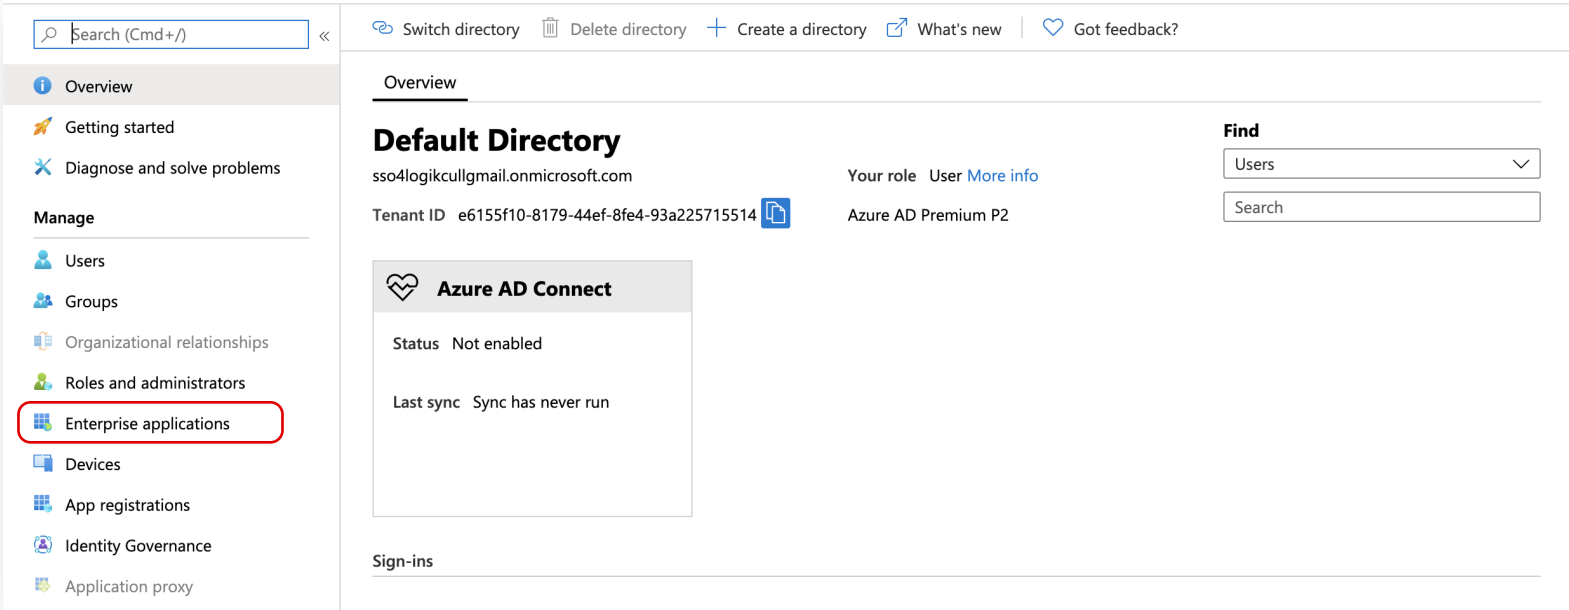 Search (Cmd+/)
«
Overview
Getting started
Diagnose and solve problems
Manage
Users
Groups
Organizational relationships
Roles and administrators
Enterprise applications
Devices
App registrations
Identity Governance
Application proxy
Switch directory
Delete directory
Create a directory
What's new
Got feedback?
Overview
Default Directory
sso4logikcullgmail.onmicrosoft.com
Tenant ID e6155f10-8179-44ef-8fe4-93a225715514
Your role User More info
Azure AD Premium P2
Find
Users
Search
Azure AD Connect
Status Not enabled
Last sync Sync has never run
Sign-ins